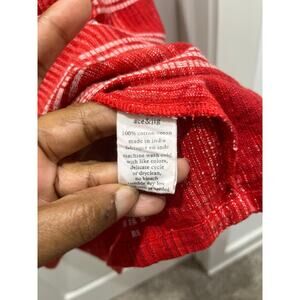 ace&jig
100% cotton coton
made in india
fabriqué en inde
machine wash cold
with like colors,
delicate cycle
or dryclean,
no bleach
tumble dry low